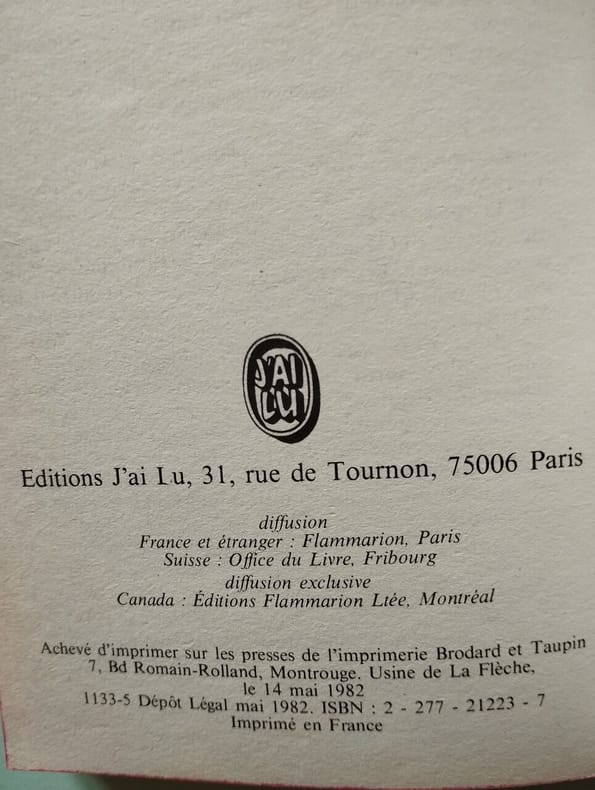 J'AI
LU
Editions J'ai Lu, 31, rue de Tournon, 75006 Paris
diffusion
France et étranger : Flammarion, Paris
Suisse : Office du Livre, Fribourg
diffusion exclusive
Canada : Éditions Flammarion Ltée, Montréal
Achevé d'imprimer sur les presses de l'imprimerie Brodard et Taupin
7, Bd Romain-Rolland, Montrouge. Usine de La Flèche,
le 14 mai 1982
1133-5 Dépôt Légal mai 1982. ISBN : 2 - 277 - 21223 - 7
Imprimé en France